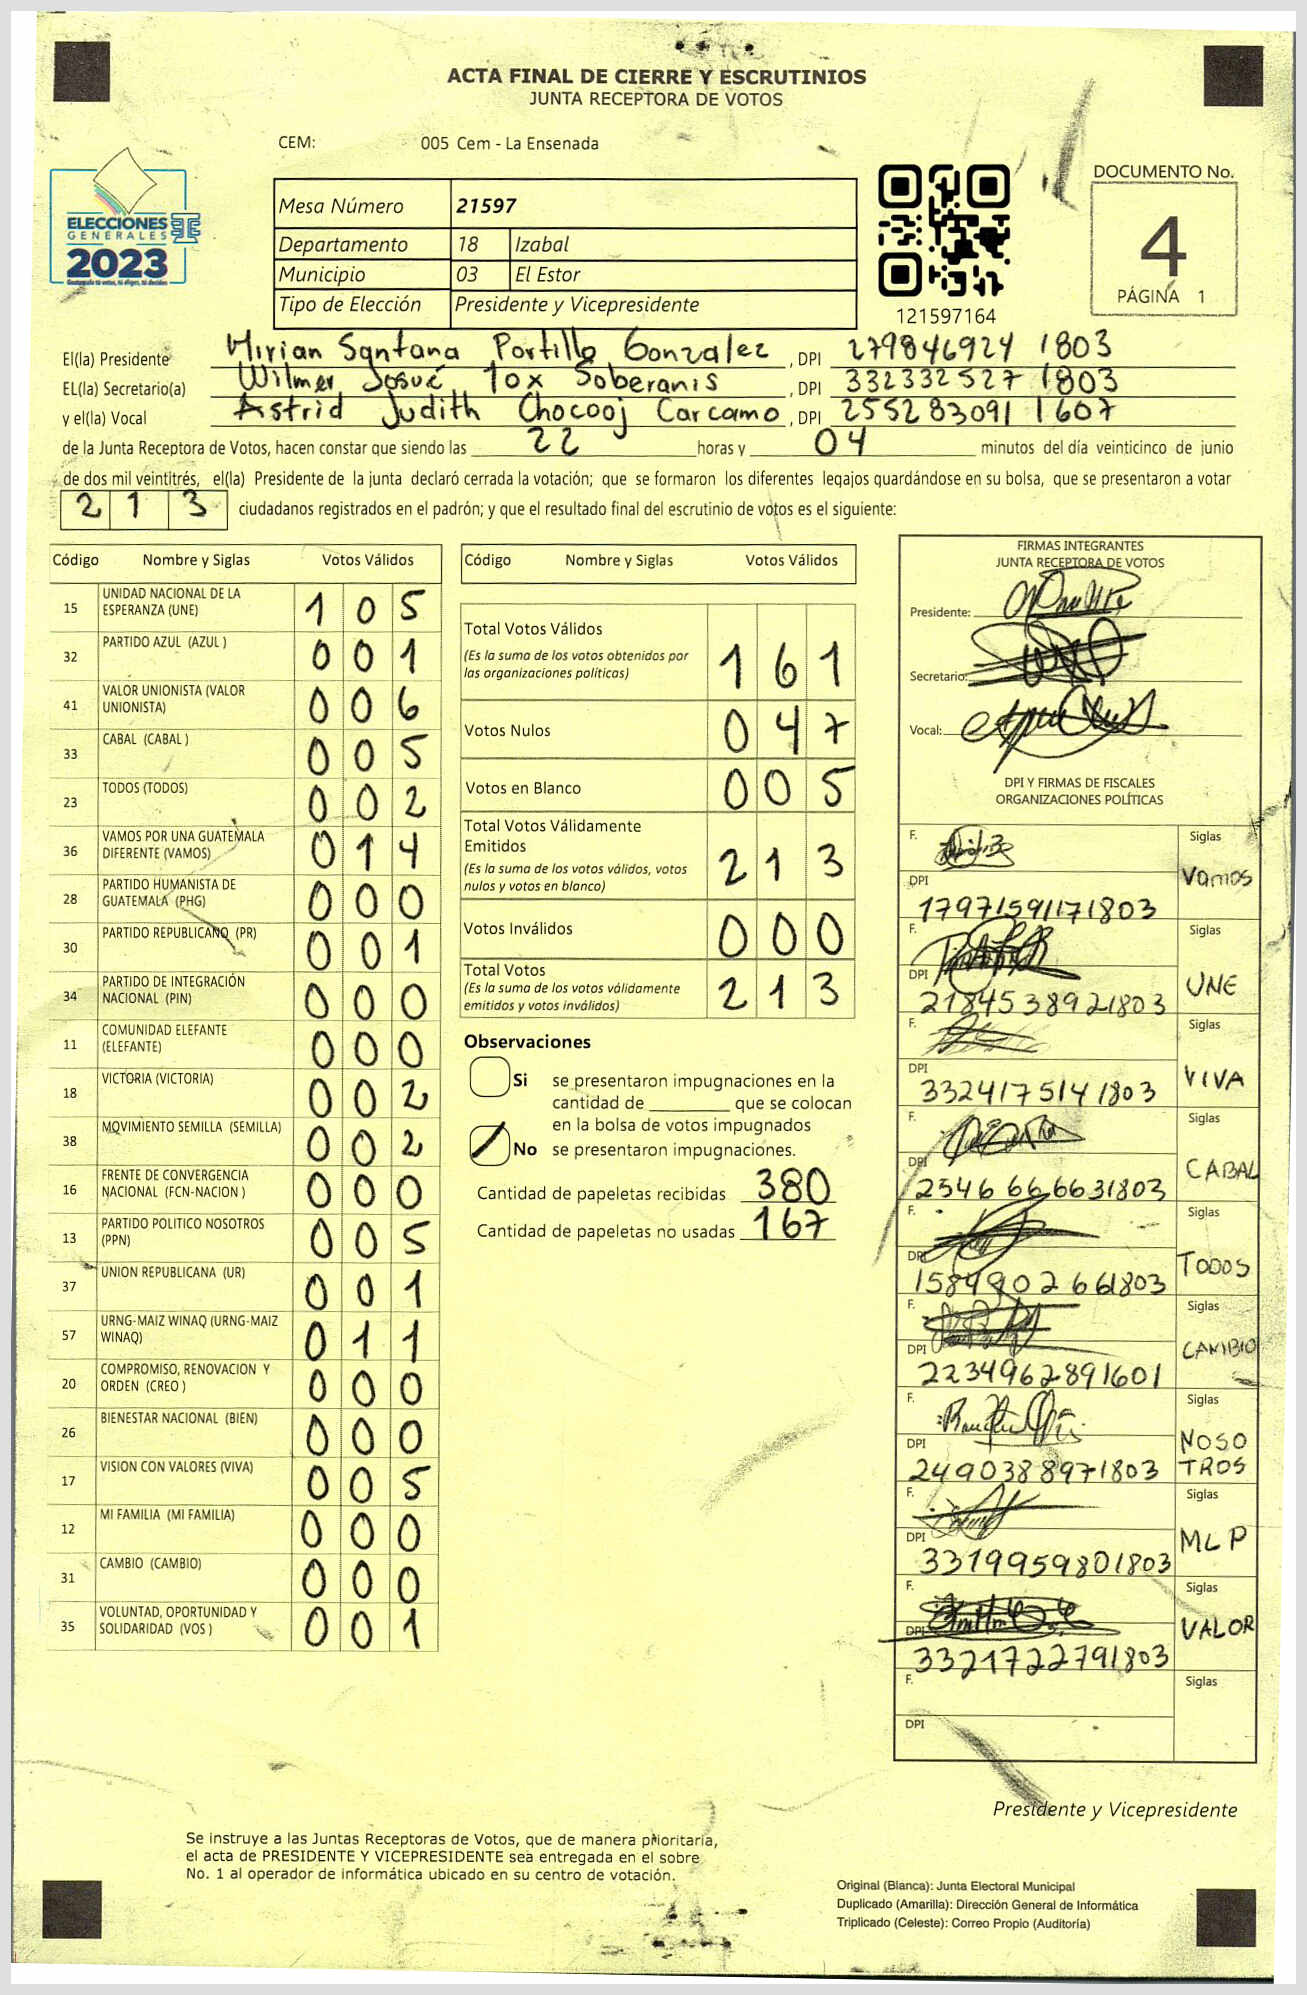 ACTA FINAL DE CIERRE Y ESCRUTINIOS
JUNTA RECEPTORA DE VOTOS
CEM: 005 Cem - La Ensenada
ELECCIONES
GENERALES
2023
Mesa Número 21597
Departamento 18 Izabal
Municipio 03 El Estor
Tipo de Elección Presidente y Vicepresidente
121597164
DOCUMENTO No.
4
PÁGINA 1
El(la) Presidente Mirian Santana Portillo Gonzalez, DPI 279846924 1803
EL(la) Secretario(a) Wilmer Josué 10x Soberanis, DPI 332332527 1803
y el(la) Vocal Astrid Judith Chocooj Carcamo, DPI 255283091 1607
de la Junta Receptora de Votos, hacen constar que siendo las 22 horas y 04 minutos del día veinticinco de junio
de dos mil veintitrés, el(la) Presidente de la junta declaró cerrada la votación; que se formaron los diferentes legajos guardándose en su bolsa, que se presentaron a votar
213 ciudadanos registrados en el padrón; y que el resultado final del escrutinio de votos es el siguiente:
Código Nombre y Siglas Votos Válidos
15 UNIDAD NACIONAL DE LA ESPERANZA (UNE) 1 0 5
32 PARTIDO AZUL (AZUL ) 0 0 1
41 VALOR UNIONISTA (VALOR UNIONISTA) 0 0 6
33 CABAL (CABAL ) 0 0 5
23 TODOS (TODOS) 0 0 2
36 VAMOS POR UNA GUATEMALA DIFERENTE (VAMOS) 0 1 4
28 PARTIDO HUMANISTA DE GUATEMALA (PHG) 0 0 0
30 PARTIDO REPUBLICANO (PR) 0 0 1
34 PARTIDO DE INTEGRACIÓN NACIONAL (PIN) 0 0 0
11 COMUNIDAD ELEFANTE (ELEFANTE) 0 0 0
18 VICTORIA (VICTORIA) 0 0 2
38 MOVIMIENTO SEMILLA (SEMILLA) 0 0 2
16 FRENTE DE CONVERGENCIA NACIONAL (FCN-NACION ) 0 0 0
13 PARTIDO POLITICO NOSOTROS (PPN) 0 0 5
37 UNION REPUBLICANA (UR) 0 0 1
57 URNG-MAIZ WINAQ (URNG-MAIZ WINAQ) 0 1 1
20 COMPROMISO, RENOVACION Y ORDEN (CREO ) 0 0 0
26 BIENESTAR NACIONAL (BIEN) 0 0 0
17 VISION CON VALORES (VIVA) 0 0 5
12 MI FAMILIA (MI FAMILIA) 0 0 0
31 CAMBIO (CAMBIO) 0 0 0
35 VOLUNTAD, OPORTUNIDAD Y SOLIDARIDAD (VOS ) 0 0 1
Código Nombre y Siglas Votos Válidos
Total Votos Válidos 1 6 1
(Es la suma de los votos obtenidos por
las organizaciones políticas)
Votos Nulos 0 4 7
Votos en Blanco 0 0 5
Total Votos Válidamente
Emitidos 2 1 3
(Es la suma de los votos válidos, votos
nulos y votos en blanco)
Votos Inválidos 0 0 0
Total Votos 2 1 3
(Es la suma de los votos válidamente
emitidos y votos inválidos)
Observaciones
Si se presentaron impugnaciones en la
cantidad de ________ que se colocan
en la bolsa de votos impugnados
No se presentaron impugnaciones.
Cantidad de papeletas recibidas 380
Cantidad de papeletas no usadas 167
FIRMAS INTEGRANTES
JUNTA RECEPTORA DE VOTOS
Presidente:
Secretario:
Vocal:
DPI Y FIRMAS DE FISCALES
ORGANIZACIONES POLÍTICAS
F. Siglas
Vamos
DPI
1797159171803
F. Siglas
UNE
DPI
2184538921803
F. Siglas
VIVA
DPI
332417514 1803
F. Siglas
CABAL
DPI
2546 66 6631803
F. Siglas
TODOS
DPI
1584902661803
F. Siglas
CAMBIO
DPI
2234962891601
F. Siglas
NOSO
TROS
DPI
2490388971803
F. Siglas
MLP
DPI
3319959801803
F. Siglas
VALOR
DPI
3321722791803
F. Siglas
DPI
Presidente y Vicepresidente
Se instruye a las Juntas Receptoras de Votos, que de manera prioritaria,
el acta de PRESIDENTE Y VICEPRESIDENTE sea entregada en el sobre
No. 1 al operador de informática ubicado en su centro de votación.
Original (Blanca): Junta Electoral Municipal
Duplicado (Amarilla): Dirección General de Informática
Triplicado (Celeste): Correo Propio (Auditoría)